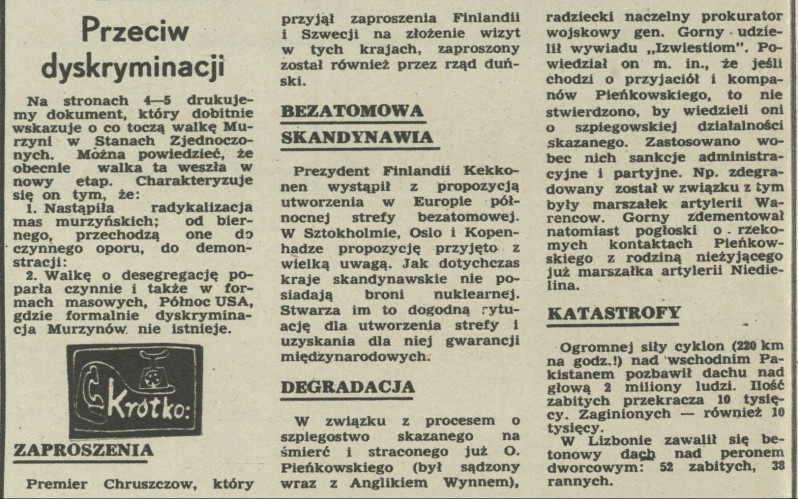 Przeciw
dyskryminacji
Na stronach 4—5 drukuje-
my dokument, który dobitnie
wskazuje o co toczą walkę Mu-
rzyni w Stanach Zjednoczo-
nych. Można powiedzieć, że
obecnie walka ta weszła w
nowy etap. Charakteryzuje
się on tym, że:
1. Nastąpiła radykalizacja
mas murzyńskich; od bier-
nego, przechodzą one do
czynnego oporu, do demon-
stracji:
2. Walkę o desegregację po-
parła czynnie i także w for-
mach masowych, Północ USA,
gdzie formalnie dyskrymina-
cja Murzynów nie istnieje.
Krótko:
ZAPROSZENIA
Premier Chruszczow, który
przyjął zaproszenia Finlandii
i Szwecji na złożenie wizyt
w tych krajach, zaproszony
został również przez rząd duń-
ski.
BEZATOMOWA
SKANDYNAWIA
Prezydent Finlandii Kekko-
nen wystąpił z propozycją
utworzenia w Europie pół-
nocnej strefy bezatomowej.
W Sztokholmie, Oslo i Kopen-
hadze propozycję przyjęto z
wielką uwagą. Jak dotychczas
kraje skandynawskie nie po-
siadają broni nuklearnej.
Stwarza im to dogodną sytu-
ację dla utworzenia strefy i
uzyskania dla niej gwarancji
międzynarodowych.
DEGRADACJA
W związku z procesem o
szpiegostwo skazanego na
śmierć i straconego już O.
Pieńkowskiego (był sądzony
wraz z Anglikiem Wynnem),
radziecki naczelny prokurator
wojskowy gen. Gorny udzie-
lił wywiadu „Izwiestiom". Po-
wiedział on m. in., że jeśli
chodzi o przyjaciół i kompa-
nów Pieńkowskiego, to nie
stwierdzono, by wiedzieli oni
o szpiegowskiej działalności
skazanego. Zastosowano wo-
bec nich sankcje administra-
cyjne i partyjne. Np. zdegra-
dowany został w związku z tym
były marszałek artylerii Wa-
rencow. Gorny zdementował
natomiast pogłoski o rzeko-
mych kontaktach Pieńkow-
skiego z rodziną nieżyjącego
już marszałka artylerii Niedie-
lina.
KATASTROFY
Ogromnej siły cyklon (220 km
na godz.!) nad wschodnim Pa-
kistanem pozbawił dachu nad
głową 2 miliony ludzi. Ilość
zabitych przekracza 10 tysię-
cy. Zaginionych — również 10
tysięcy.
W Lizbonie zawalił się be-
tonowy dach nad peronem
dworcowym: 52 zabitych, 38
rannych.